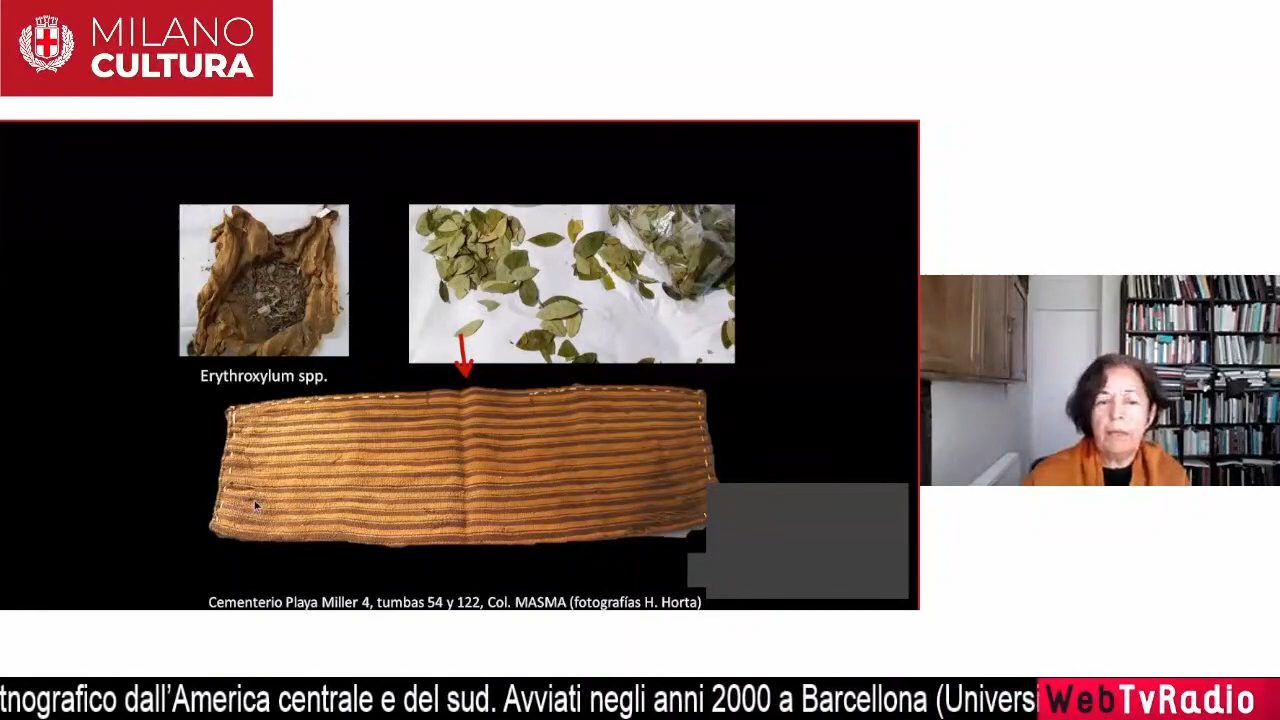 MILANO
CULTURA
Erythroxylum spp.
Cementerio Playa Miller 4, tumbas 54 y 122, Col. MASMA (fotografías H. Horta)
tnografico dall'America centrale e del sud. Avviati negli anni 2000 a Barcellona (Universi
WebTvRadio